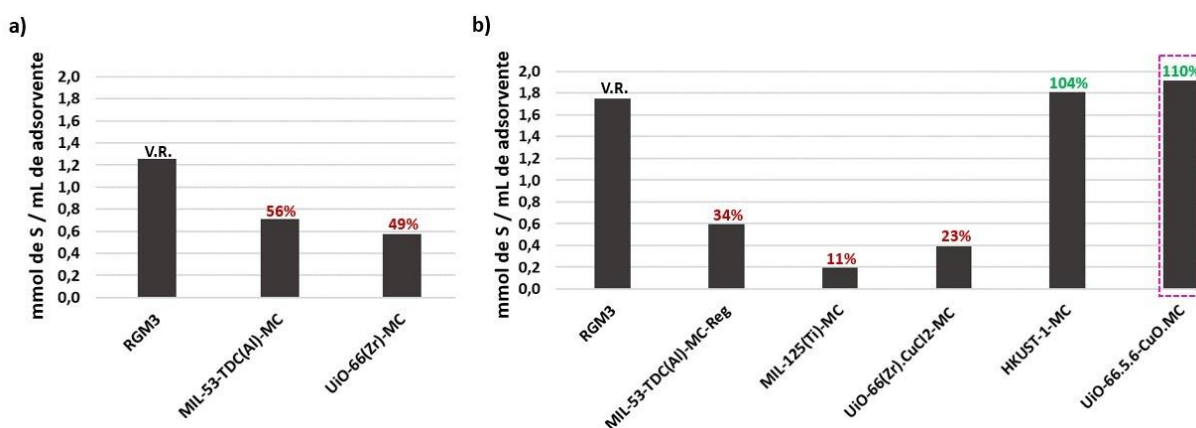 a)
mmol de S / mL de adsorvente
2,0
1,8
1,6
1,4
1,2
1,0
0,8
0,6
0,4
0,2
0,0
V.R.
56%
49%
RGM3
MIL-53-TDC(Al)-MC
UiO-66(Zr)-MC
b)
mmol de S / mL de adsorvente
2,0
1,8
1,6
1,4
1,2
1,0
0,8
0,6
0,4
0,2
0,0
V.R.
34%
11%
23%
104%
110%
RGM3
MIL-53-TDC(Al)-MC-Reg
MIL-125(Ti)-MC
UiO-66(Zr).CuCl2-MC
HKUST-1-MC
UiO-66.5.6-CuO.MC